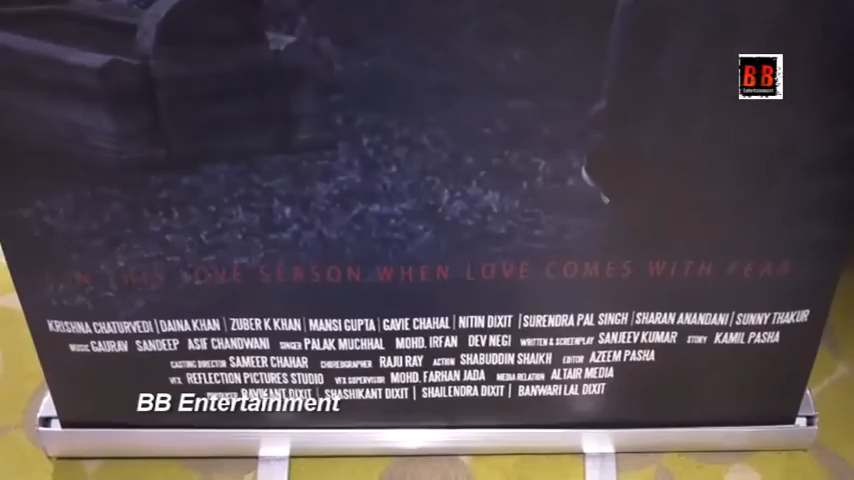 BB
Entertainment
IN THIS LOVE SEASON WHEN LOVE COMES WITH FEAR
KRISHNA CHATURVEDI | DAINA KHAN | ZUBER K KHAN | MANSI GUPTA | GAVIE CHAHAL | NITIN DIXIT | SURENDRA PAL SINGH | SHARAN ANANDANI | SUNNY THAKUR
MUSIC GAURAV SANDEEP ASIF CHANDWANI SINGER PALAK MUCHHAL MOHD. IRFAN DEV NEGI WRITTEN & SCREENPLAY SANJEEV KUMAR STORY KAMIL PASHA
CASTING DIRECTOR SAMEER CHAHAR CHOREOGRAPHER RAJU RAY ACTION SHABUDDIN SHAIKH EDITOR AZEEM PASHA
VFX REFLECTION PICTURES STUDIO VFX SUPERVISOR MOHD. FARHAN JADA MEDIA RELATION ALTAIR MEDIA
RAVIKANT DIXIT | SHASHIKANT DIXIT | SHAILENDRA DIXIT | BANWARI LAL DIXIT
BB Entertainment